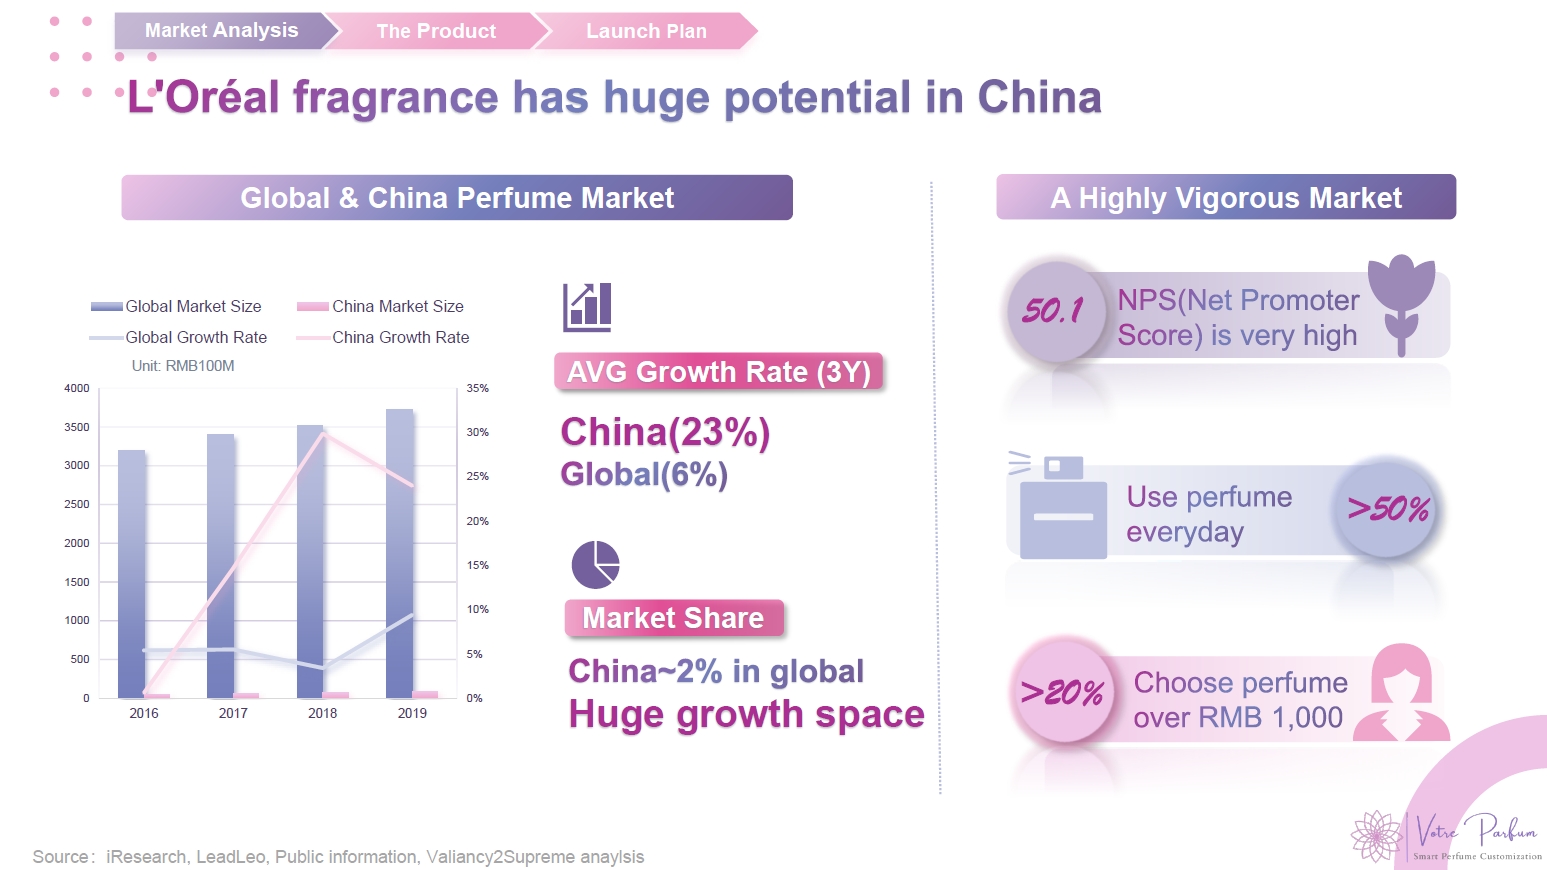 Market Analysis
The Product
Launch Plan
L'Oréal fragrance has huge potential in China
Global & China Perfume Market
Global Market Size
China Market Size
Global Growth Rate
China Growth Rate
Unit: RMB100M
4000
3500
3000
2500
2000
1500
1000
500
0
35%
30%
25%
20%
15%
10%
5%
0%
2016
2017
2018
2019
AVG Growth Rate (3Y)
China(23%)
Global(6%)
Market Share
China~2% in global
Huge growth space
A Highly Vigorous Market
50.1
NPS(Net Promoter
Score) is very high
Use perfume
everyday
>50%
>20%
Choose perfume
over RMB 1,000
Source：iResearch, LeadLeo, Public information, Valiancy2Supreme anaylsis
Votre Parfum
Smart Perfume Customization